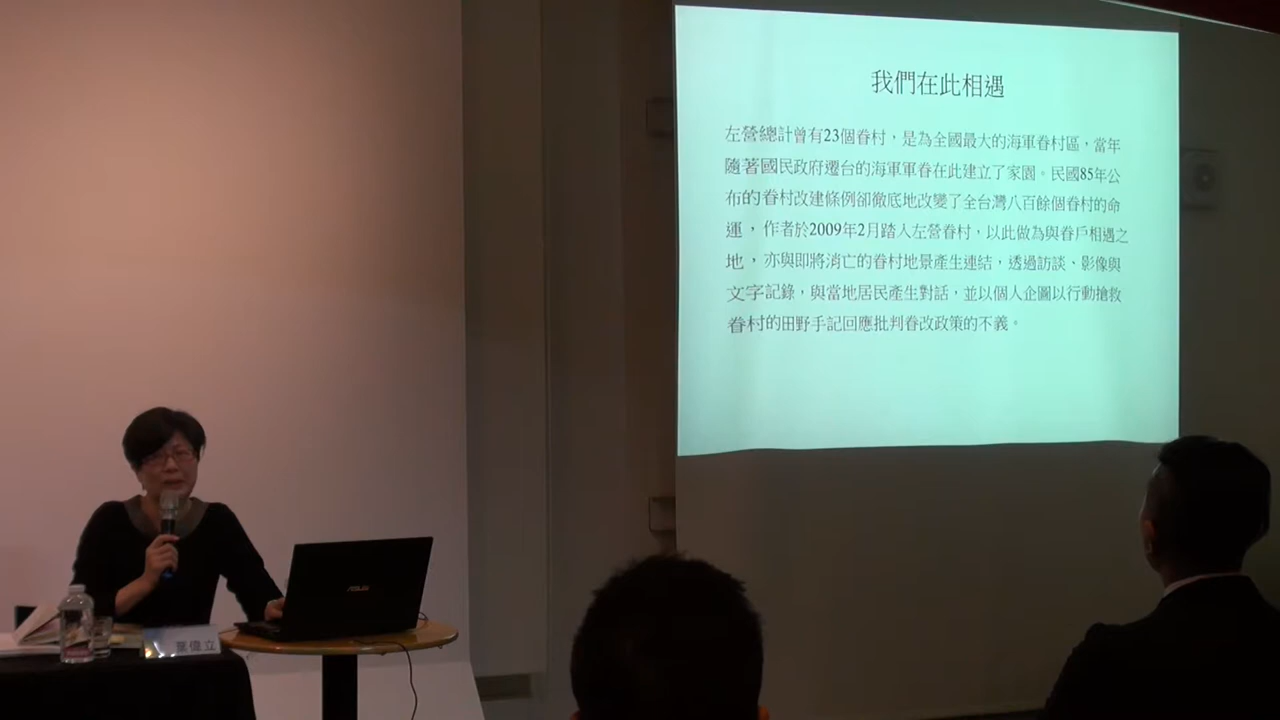 我們在此相遇
左營總計曾有23個眷村，是為全國最大的海軍眷村區，當年
隨著國民政府遷台的海軍軍眷在此建立了家園。民國85年公
布的眷村改建條例卻徹底地改變了全台灣八百餘個眷村的命
運，作者於2009年2月踏入左營眷村，以此做為與眷戶相遇之
地，亦與即將消亡的眷村地景產生連結，透過訪談、影像與
文字記錄，與當地居民產生對話，並以個人企圖以行動搶救
眷村的田野手記回應批判眷改政策的不義。
ASUS
葉偉立